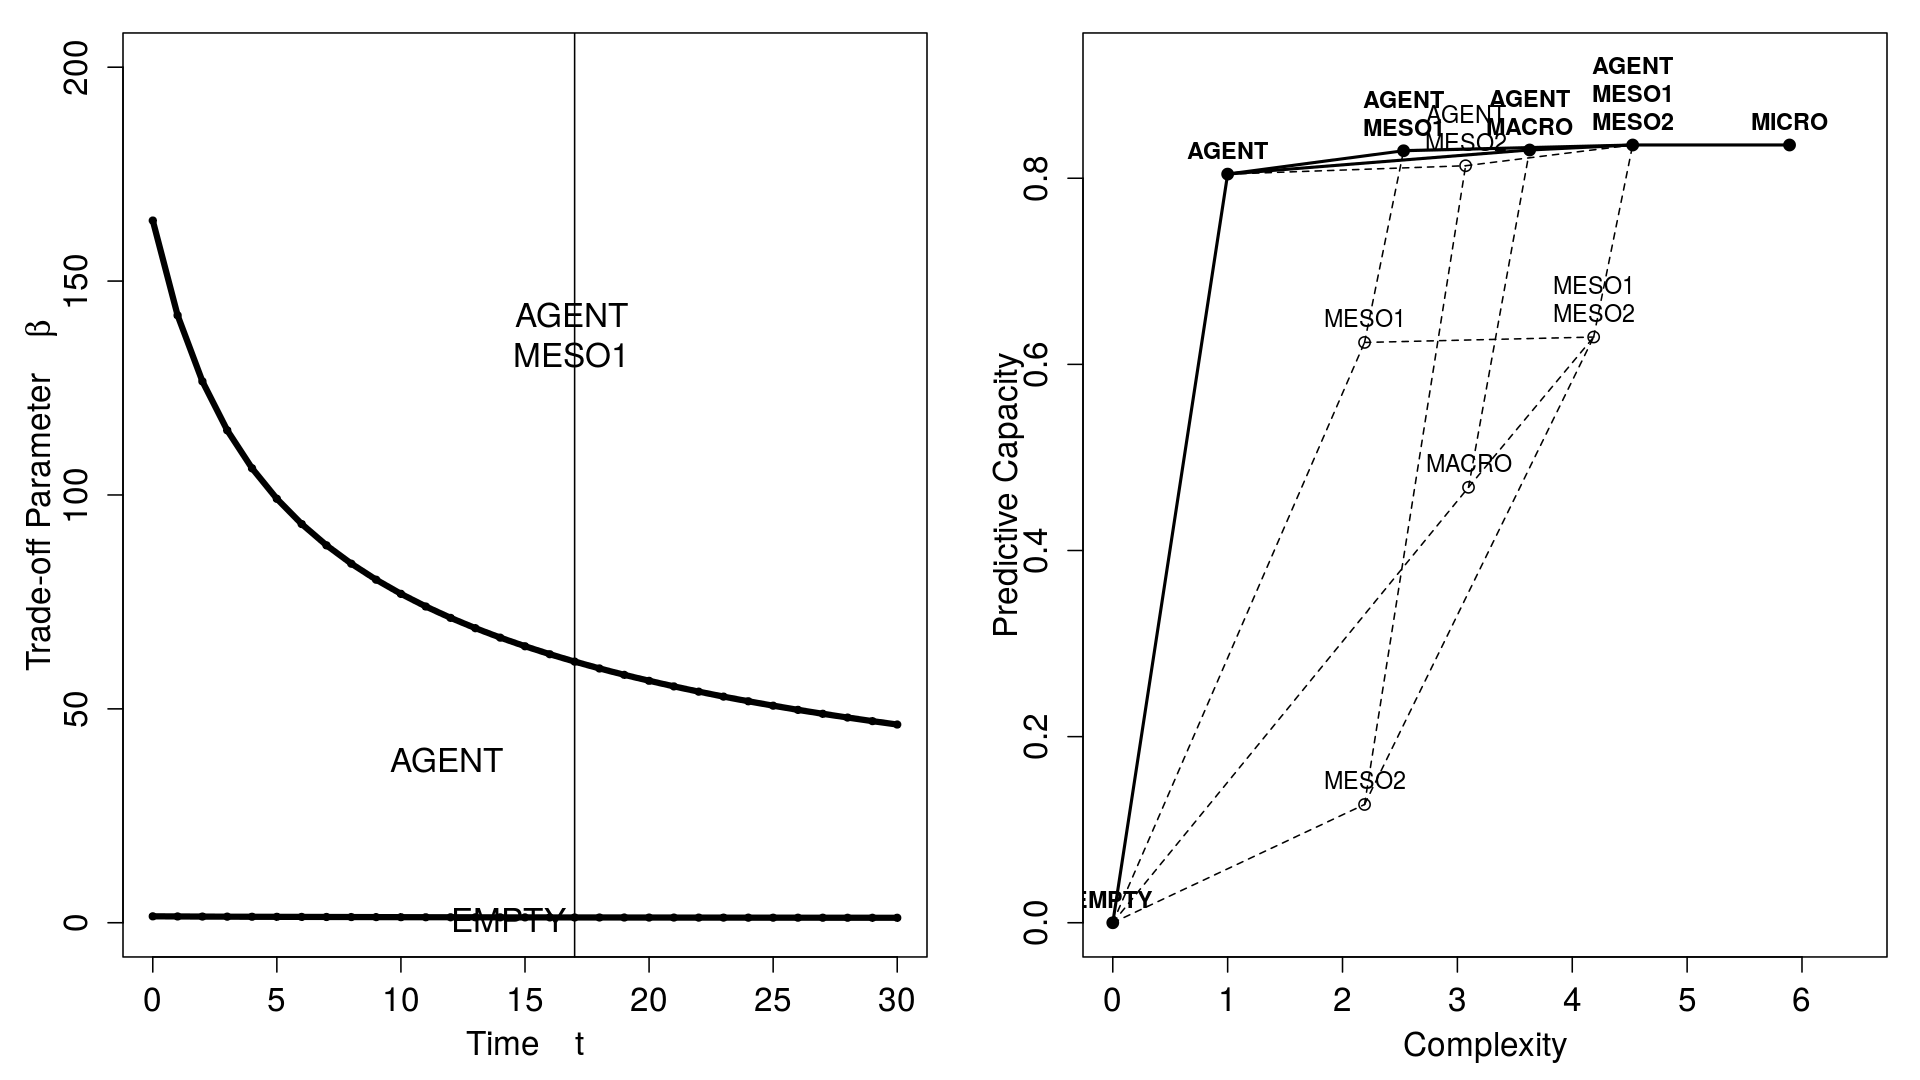 Trade-off Parameter β
200
150
100
50
0
AGENT
MESO1
AGENT
EMPTY
0 5 10 15 20 25 30
Time t
Predictive Capacity
0.8
0.6
0.4
0.2
0.0
AGENT
MESO1
MESO2
AGENT
MESO1
AGENT
MESO2
AGENT
MACRO
MICRO
AGENT
MESO1
MESO2
MESO1
MACRO
MESO2
EMPTY
0 1 2 3 4 5 6
Complexity